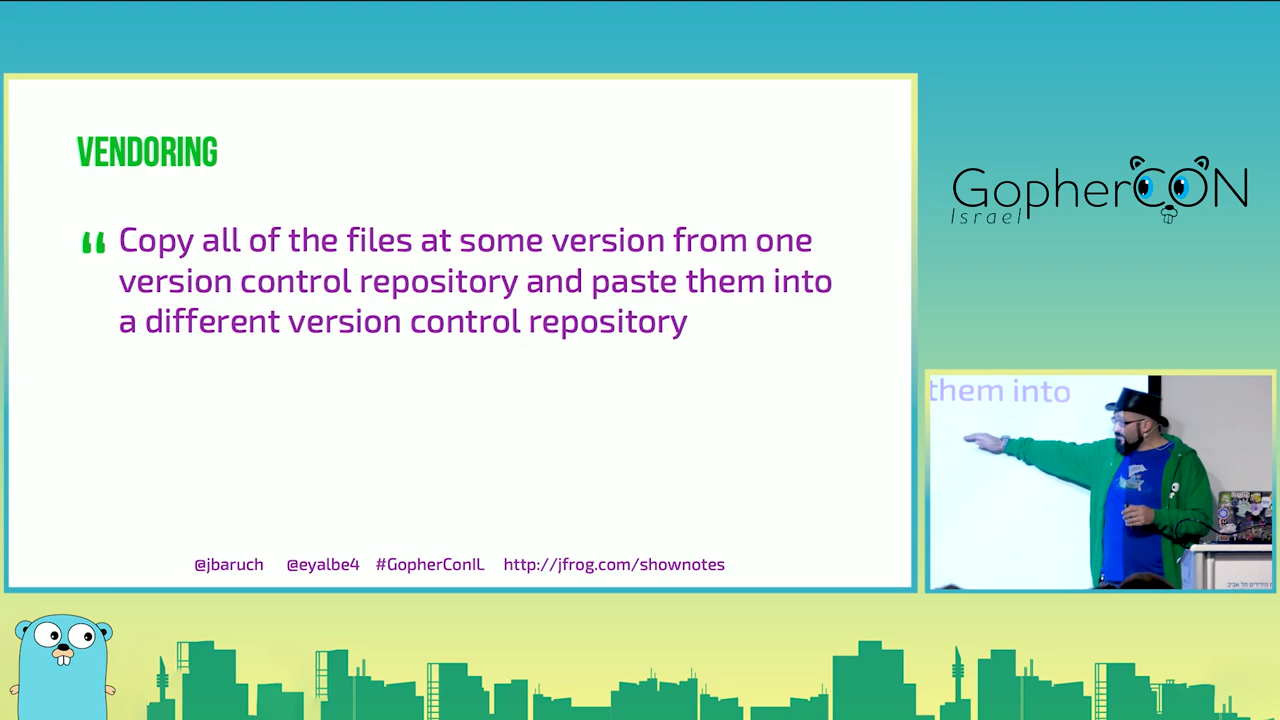 VENDORING
“ Copy all of the files at some version from one
version control repository and paste them into
a different version control repository
@jbaruch @eyalbe4 #GopherConIL http://jfrog.com/shownotes
GopherCON
Israel
them into